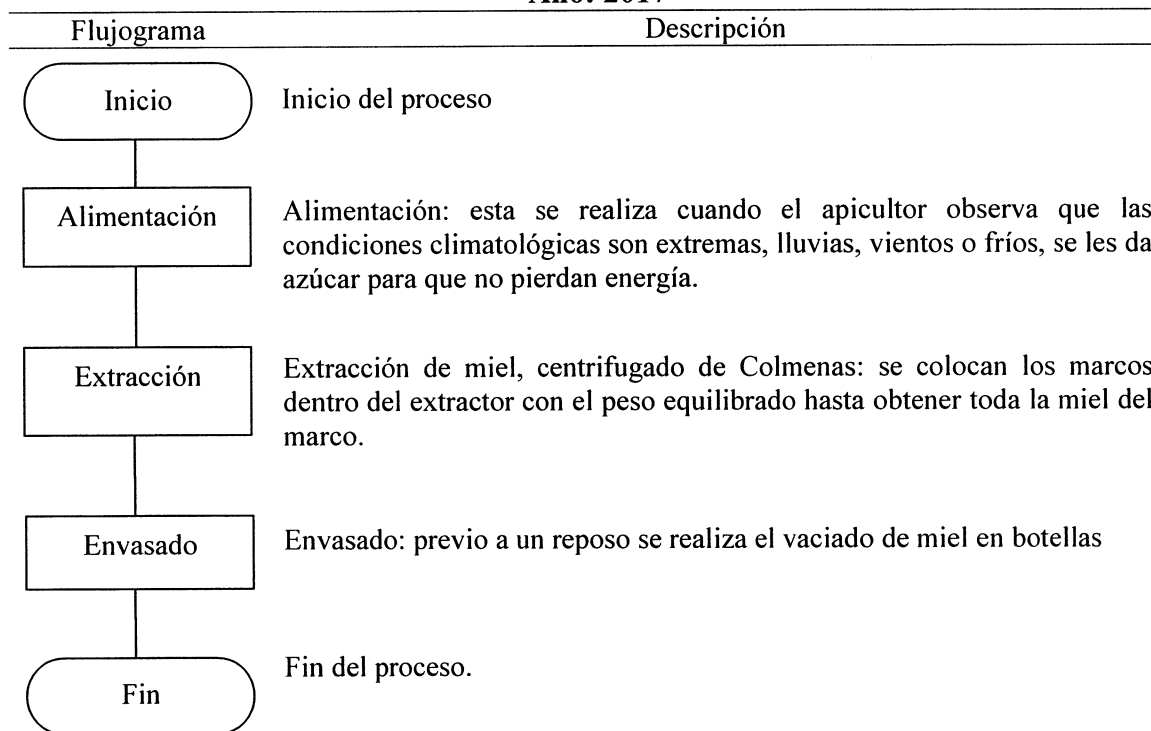 Año: 2017
Flujograma Descripción
Inicio
Inicio del proceso
Alimentación
Alimentación: esta se realiza cuando el apicultor observa que las
condiciones climatológicas son extremas, lluvias, vientos o fríos, se les da
azúcar para que no pierdan energía.
Extracción
Extracción de miel, centrifugado de Colmenas: se colocan los marcos
dentro del extractor con el peso equilibrado hasta obtener toda la miel del
marco.
Envasado
Envasado: previo a un reposo se realiza el vaciado de miel en botellas
Fin
Fin del proceso.